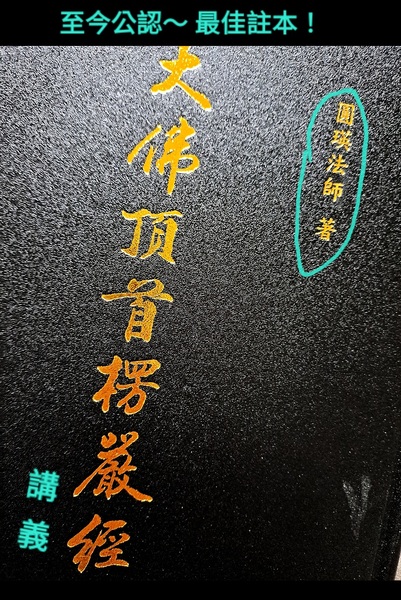 至今公認～ 最佳註本！
圓瑛法師 著
大佛頂首楞嚴經
講義